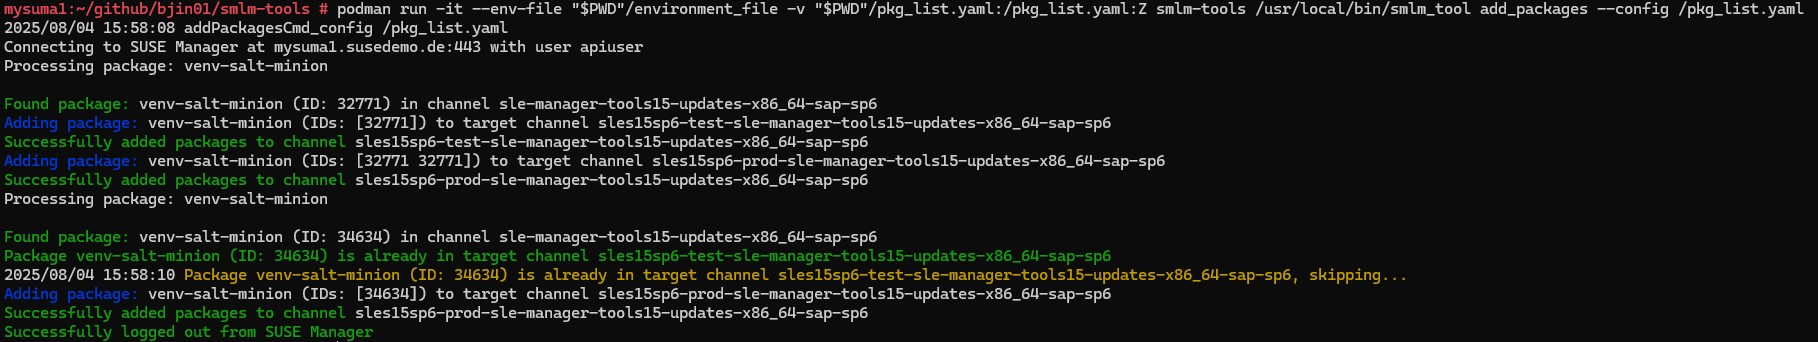 mysuma1:~/github/bjin01/smlm-tools # podman run -it --env-file "$PWD"/environment_file -v "$PWD"/pkg_list.yaml:/pkg_list.yaml:Z smlm-tools /usr/local/bin/smlm_tool add_packages --config /pkg_list.yaml
2025/08/04 15:58:08 addPackagesCmd_config /pkg_list.yaml
Connecting to SUSE Manager at mysuma1.susedemo.de:443 with user apiuser
Processing package: venv-salt-minion
Found package: venv-salt-minion (ID: 32771) in channel sle-manager-tools15-updates-x86_64-sap-sp6
Adding package: venv-salt-minion (IDs: [32771]) to target channel sles15sp6-test-sle-manager-tools15-updates-x86_64-sap-sp6
Successfully added packages to channel sles15sp6-test-sle-manager-tools15-updates-x86_64-sap-sp6
Adding package: venv-salt-minion (IDs: [32771 32771]) to target channel sles15sp6-prod-sle-manager-tools15-updates-x86_64-sap-sp6
Successfully added packages to channel sles15sp6-prod-sle-manager-tools15-updates-x86_64-sap-sp6
Processing package: venv-salt-minion
Found package: venv-salt-minion (ID: 34634) in channel sle-manager-tools15-updates-x86_64-sap-sp6
Package venv-salt-minion (ID: 34634) is already in target channel sles15sp6-test-sle-manager-tools15-updates-x86_64-sap-sp6
2025/08/04 15:58:10 Package venv-salt-minion (ID: 34634) is already in target channel sles15sp6-test-sle-manager-tools15-updates-x86_64-sap-sp6, skipping...
Adding package: venv-salt-minion (IDs: [34634]) to target channel sles15sp6-prod-sle-manager-tools15-updates-x86_64-sap-sp6
Successfully added packages to channel sles15sp6-prod-sle-manager-tools15-updates-x86_64-sap-sp6
Successfully logged out from SUSE Manager